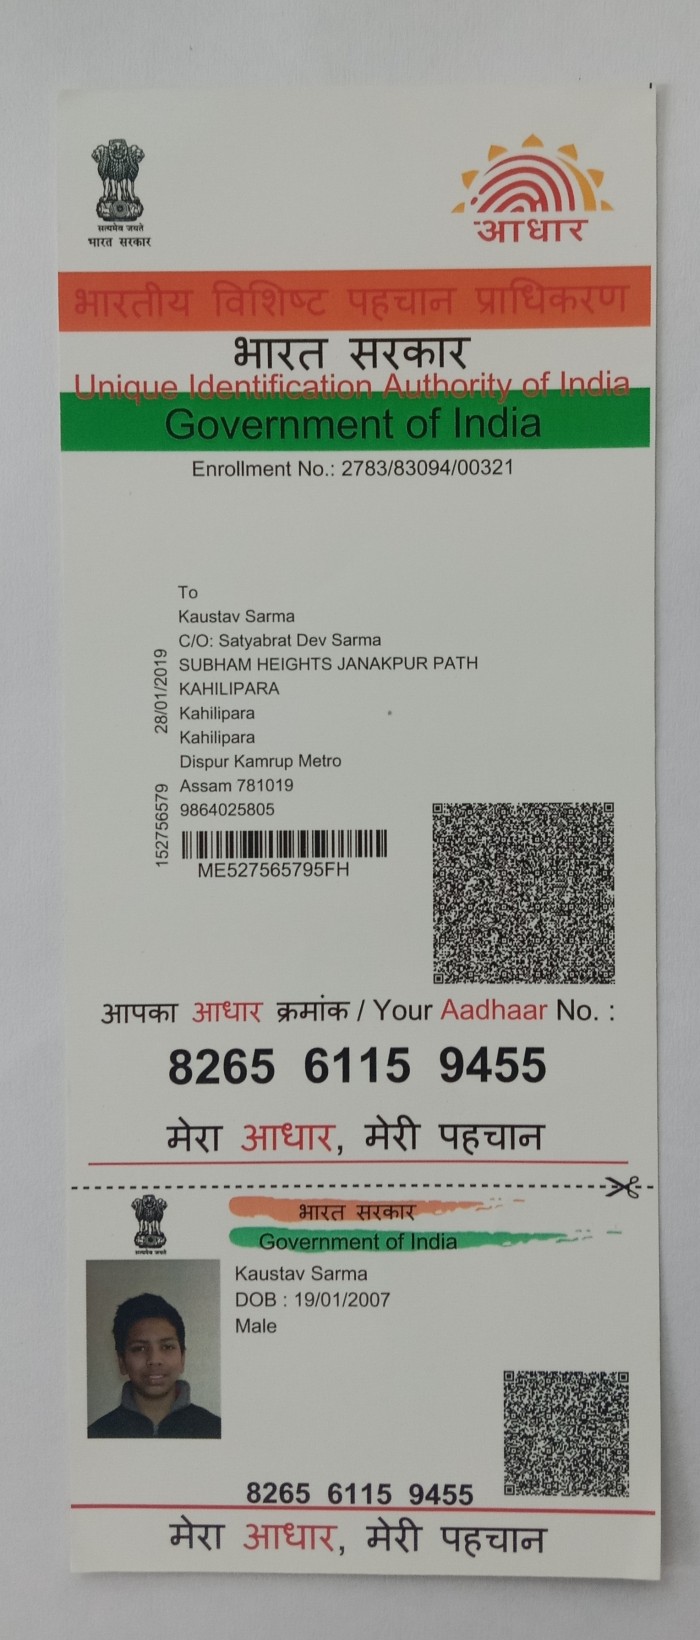 सत्यमेव जयते
भारत सरकार
आधार
भारतीय विशिष्ट पहचान प्राधिकरण
भारत सरकार
Unique Identification Authority of India
Government of India
Enrollment No.: 2783/83094/00321
To
Kaustav Sarma
C/O: Satyabrat Dev Sarma
SUBHAM HEIGHTS JANAKPUR PATH
KAHILIPARA
Kahilipara
Kahilipara
Dispur Kamrup Metro
Assam 781019
9864025805
28/01/2019
152756579
ME527565795FH
आपका आधार क्रमांक / Your Aadhaar No. :
8265 6115 9455
मेरा आधार, मेरी पहचान
सत्यमेव जयते
भारत सरकार
Government of India
Kaustav Sarma
DOB : 19/01/2007
Male
8265 6115 9455
मेरा आधार, मेरी पहचान